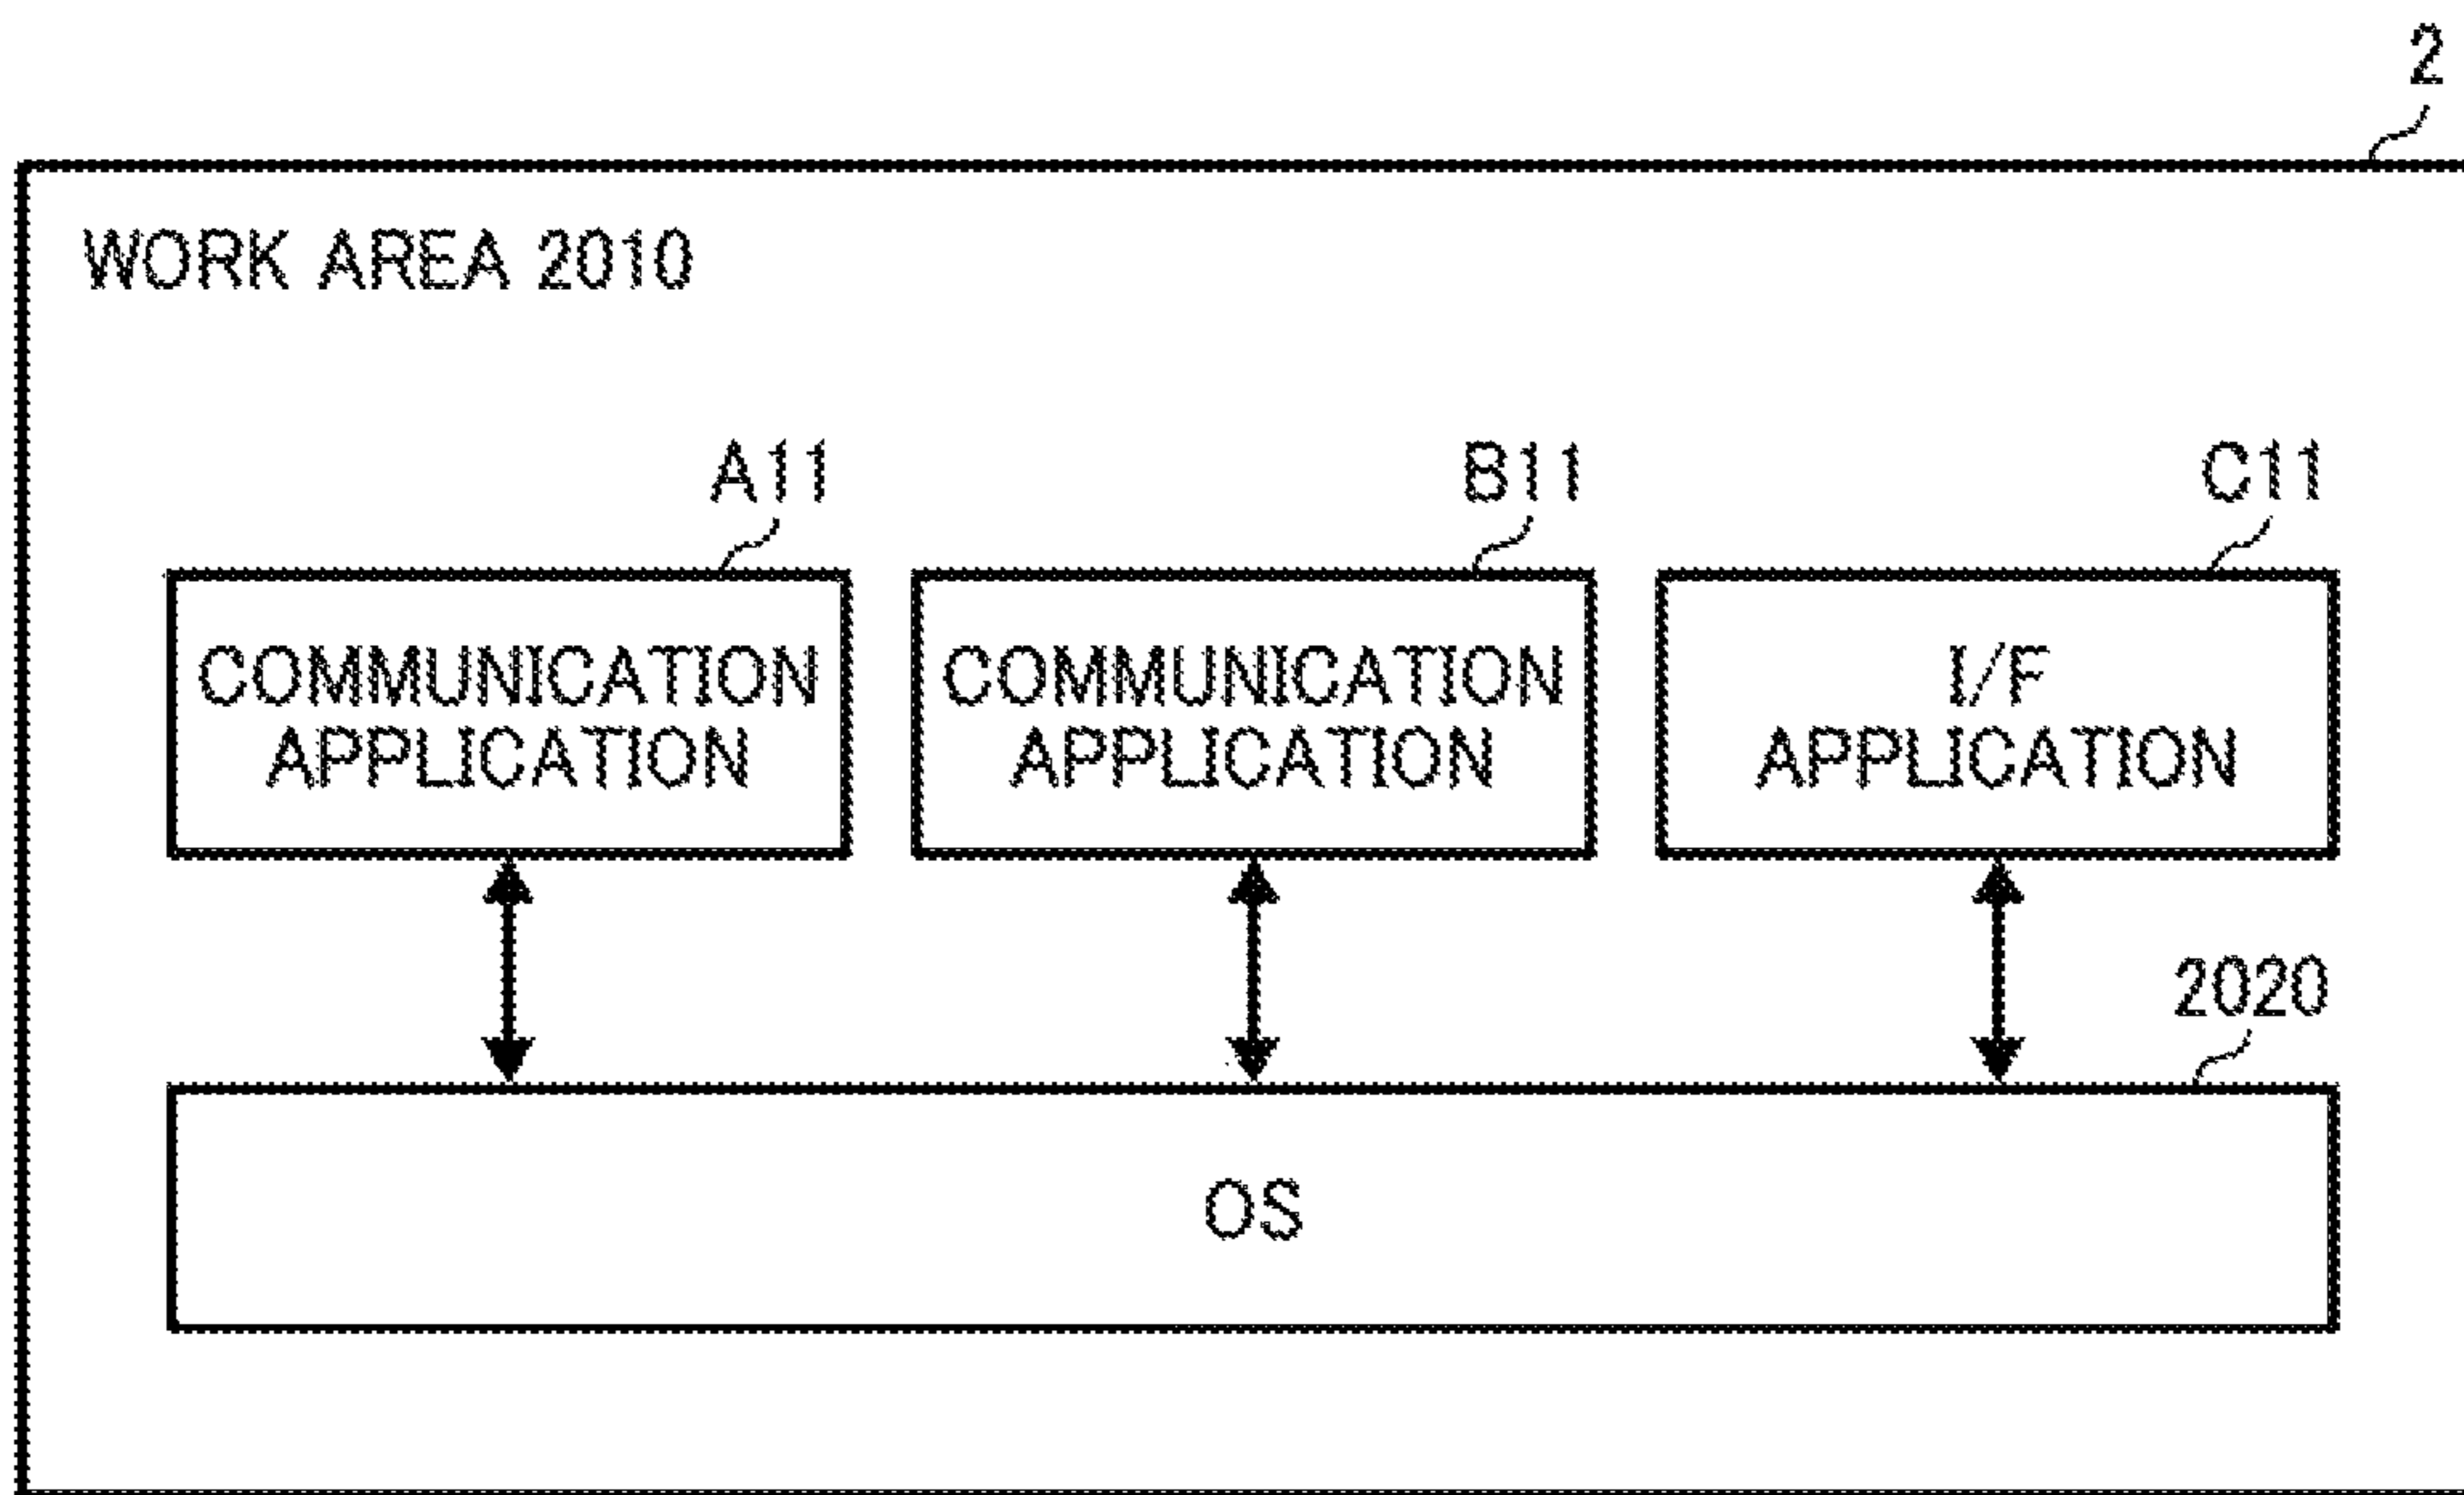 2
WORK AREA 2010
A11
B11
C11
COMMUNICATION
APPLICATION
COMMUNICATION
APPLICATION
I/F
APPLICATION
2020
OS